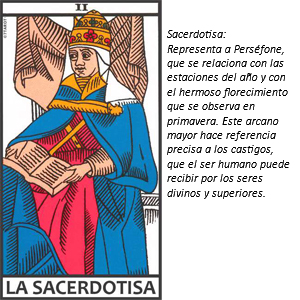 II
LA SACERDOTISA
Sacerdotisa:
Representa a Perséfone,
que se relaciona con las
estaciones del año y con
el hermoso florecimiento
que se observa en
primavera. Este arcano
mayor hace referencia
precisa a los castigos,
que el ser humano puede
recibir por los seres
divinos y superiores.